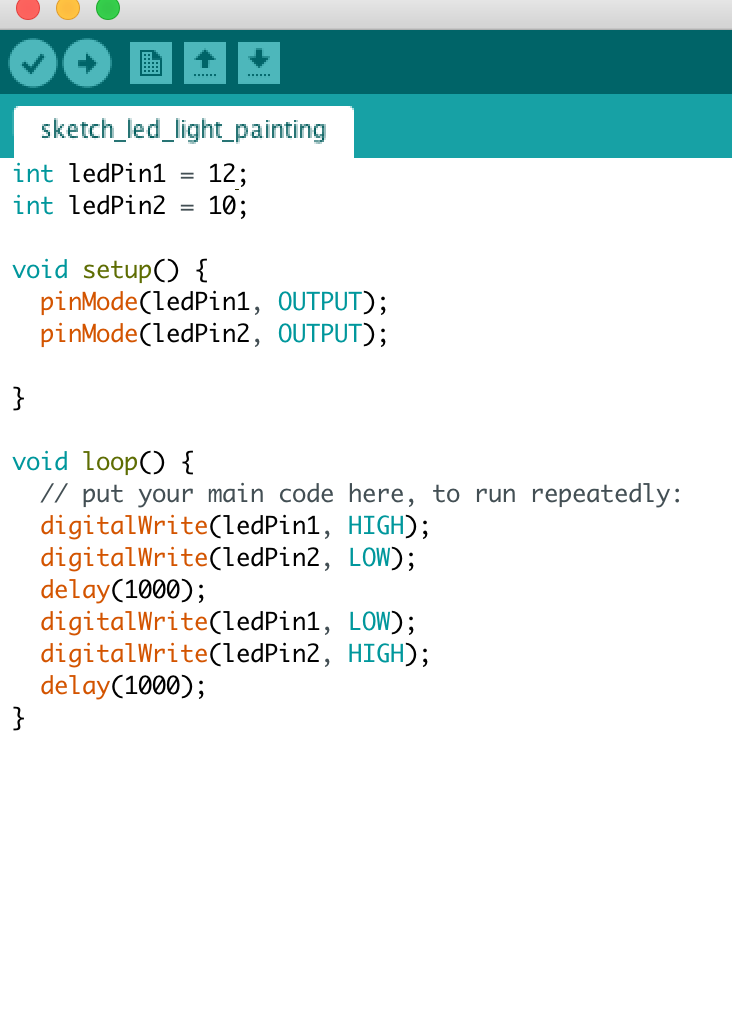 sketch_led_light_painting
int ledPin1 = 12;
int ledPin2 = 10;
void setup() {
  pinMode(ledPin1, OUTPUT);
  pinMode(ledPin2, OUTPUT);
}
void loop() {
  // put your main code here, to run repeatedly:
  digitalWrite(ledPin1, HIGH);
  digitalWrite(ledPin2, LOW);
  delay(1000);
  digitalWrite(ledPin1, LOW);
  digitalWrite(ledPin2, HIGH);
  delay(1000);
}